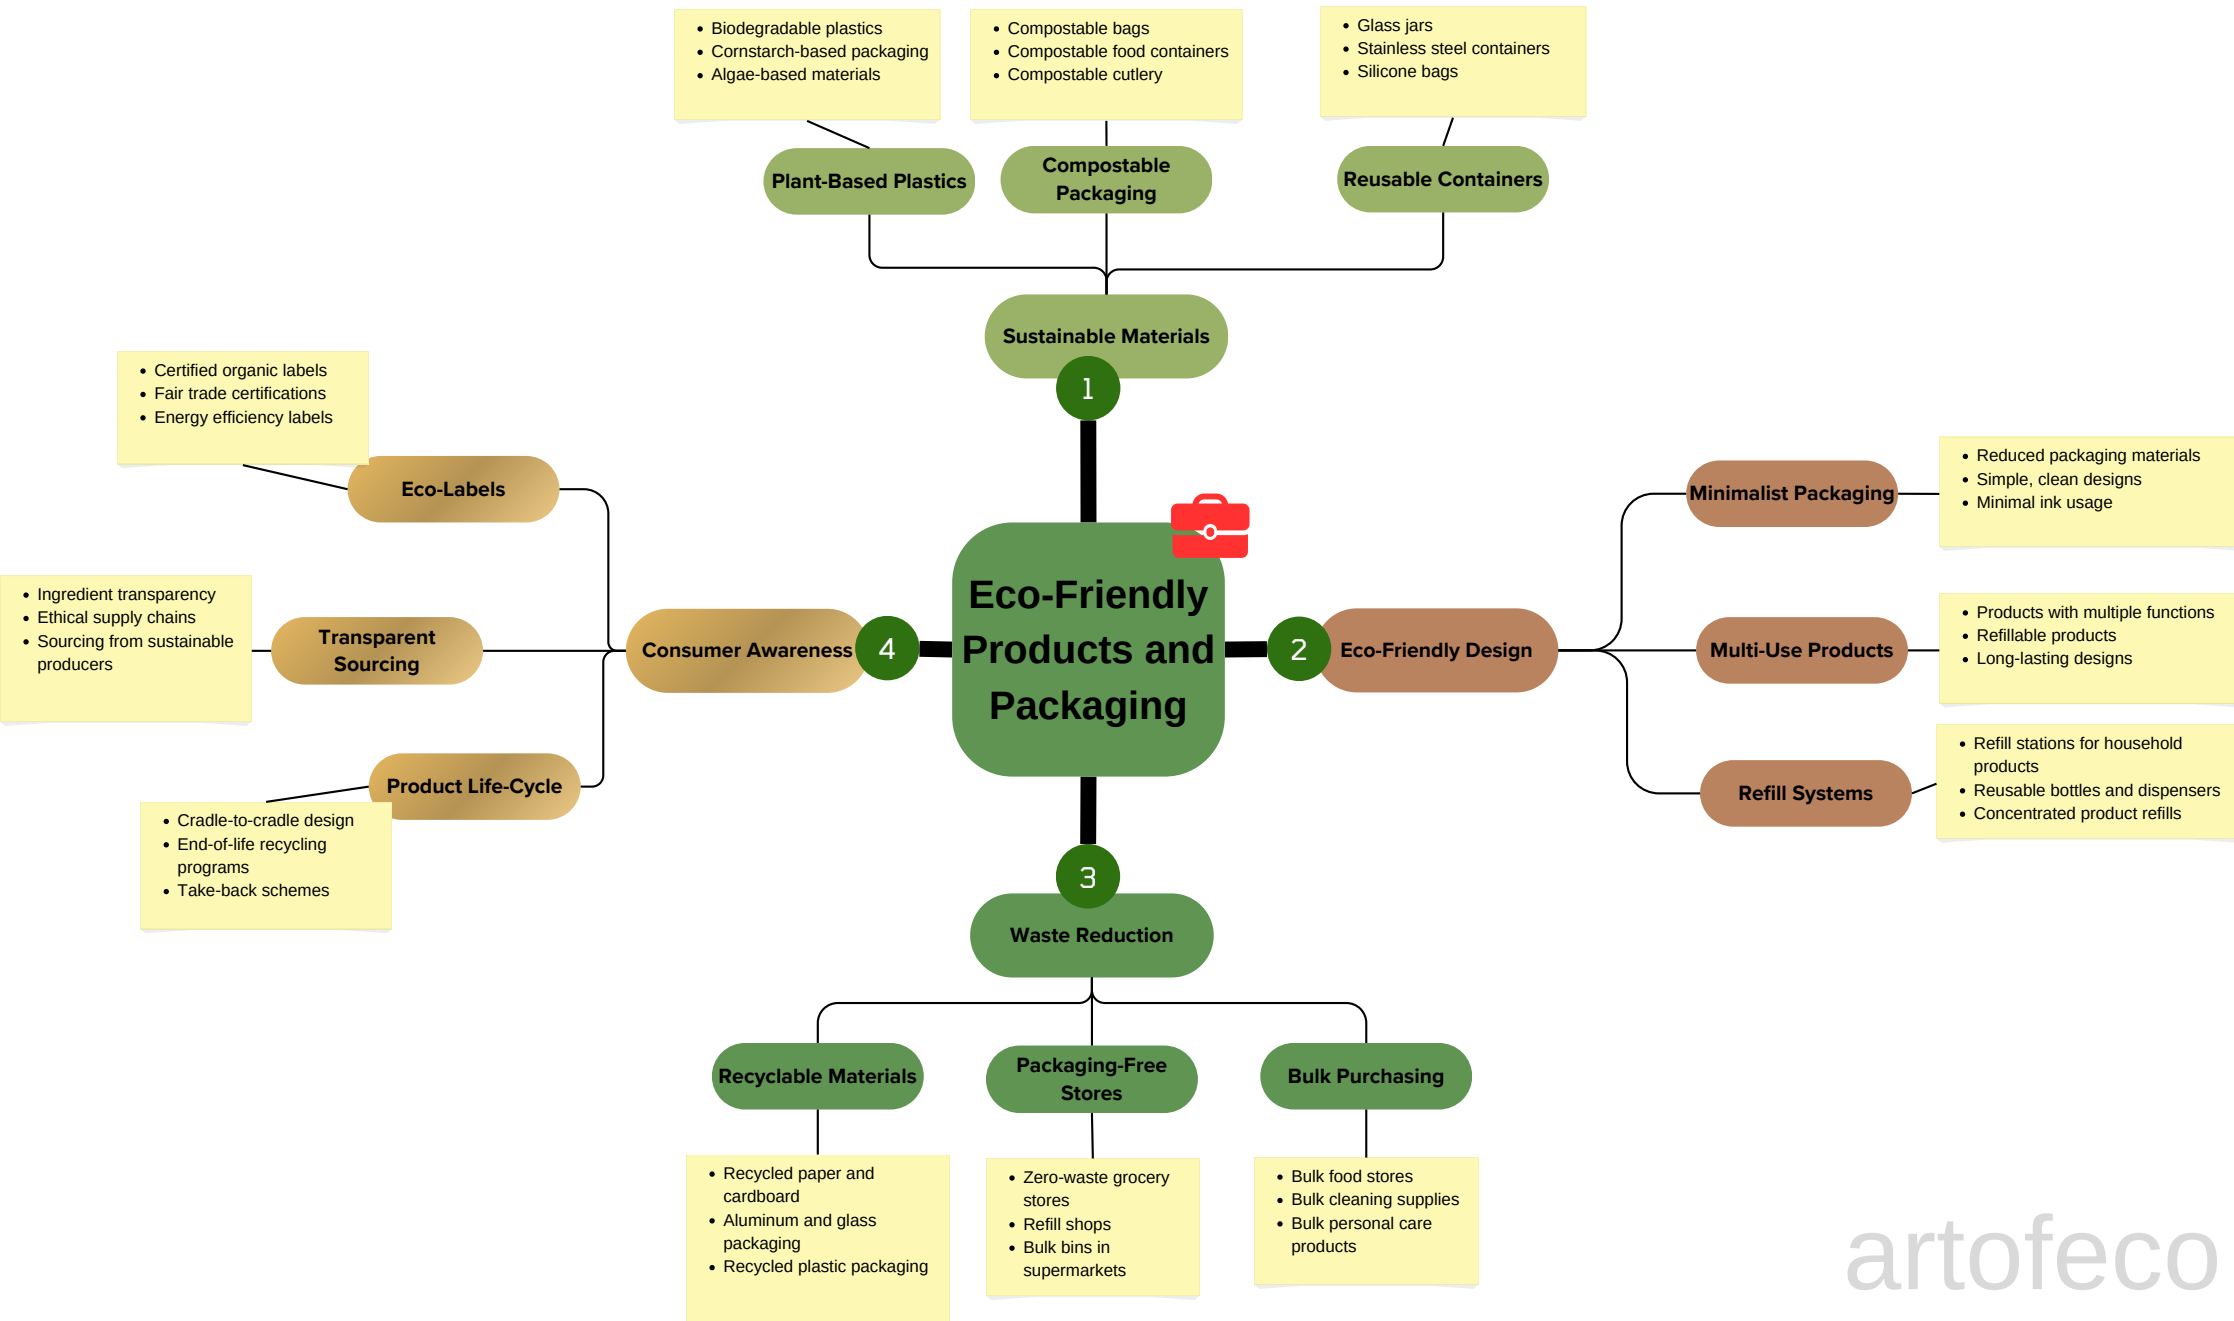 Biodegradable plastics
Cornstarch-based packaging
Algae-based materials
Compostable bags
Compostable food containers
Compostable cutlery
Glass jars
Stainless steel containers
Silicone bags
Plant-Based Plastics
Compostable
Packaging
Reusable Containers
Sustainable Materials
1
Certified organic labels
Fair trade certifications
Energy efficiency labels
Eco-Labels
Ingredient transparency
Ethical supply chains
Sourcing from sustainable
producers
Transparent
Sourcing
Product Life-Cycle
Cradle-to-cradle design
End-of-life recycling
programs
Take-back schemes
Consumer Awareness
4
Eco-Friendly
Products and
Packaging
2
Eco-Friendly Design
Minimalist Packaging
Reduced packaging materials
Simple, clean designs
Minimal ink usage
Multi-Use Products
Products with multiple functions
Refillable products
Long-lasting designs
Refill Systems
Refill stations for household
products
Reusable bottles and dispensers
Concentrated product refills
3
Waste Reduction
Recyclable Materials
Packaging-Free
Stores
Bulk Purchasing
Recycled paper and
cardboard
Aluminum and glass
packaging
Recycled plastic packaging
Zero-waste grocery
stores
Refill shops
Bulk bins in
supermarkets
Bulk food stores
Bulk cleaning supplies
Bulk personal care
products
artofeco